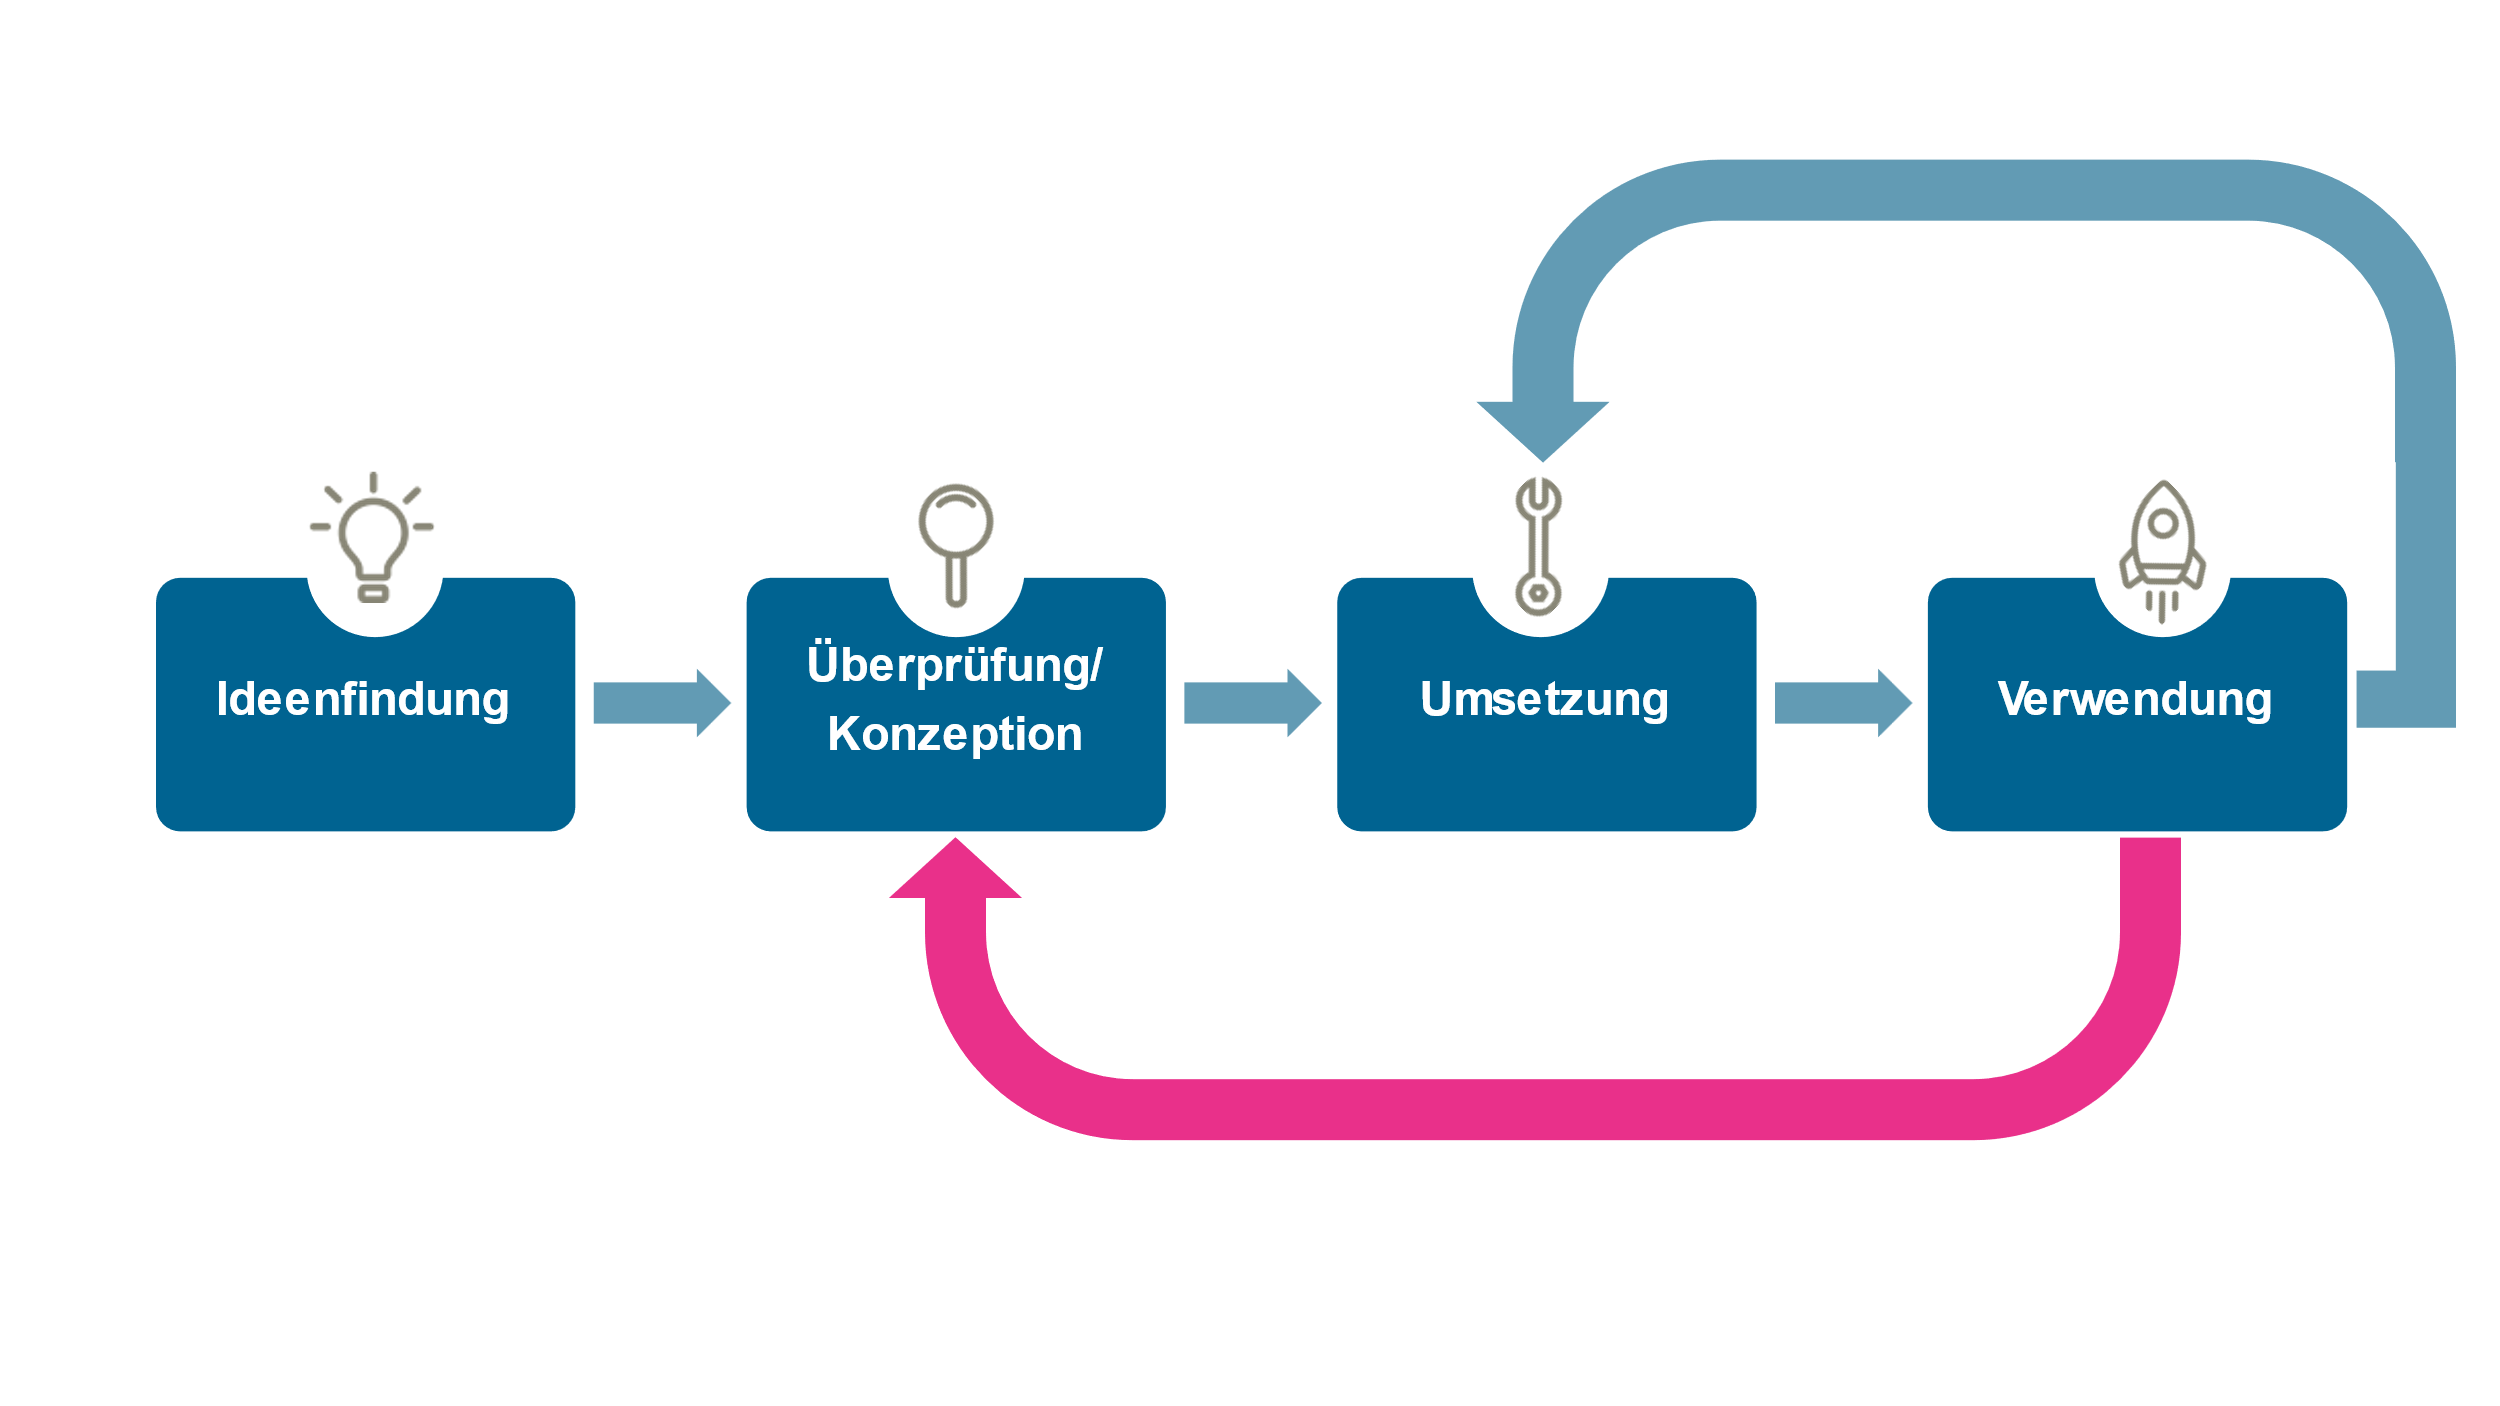 Ideenfindung
Überprüfung/
Konzeption
Umsetzung
Verwendung